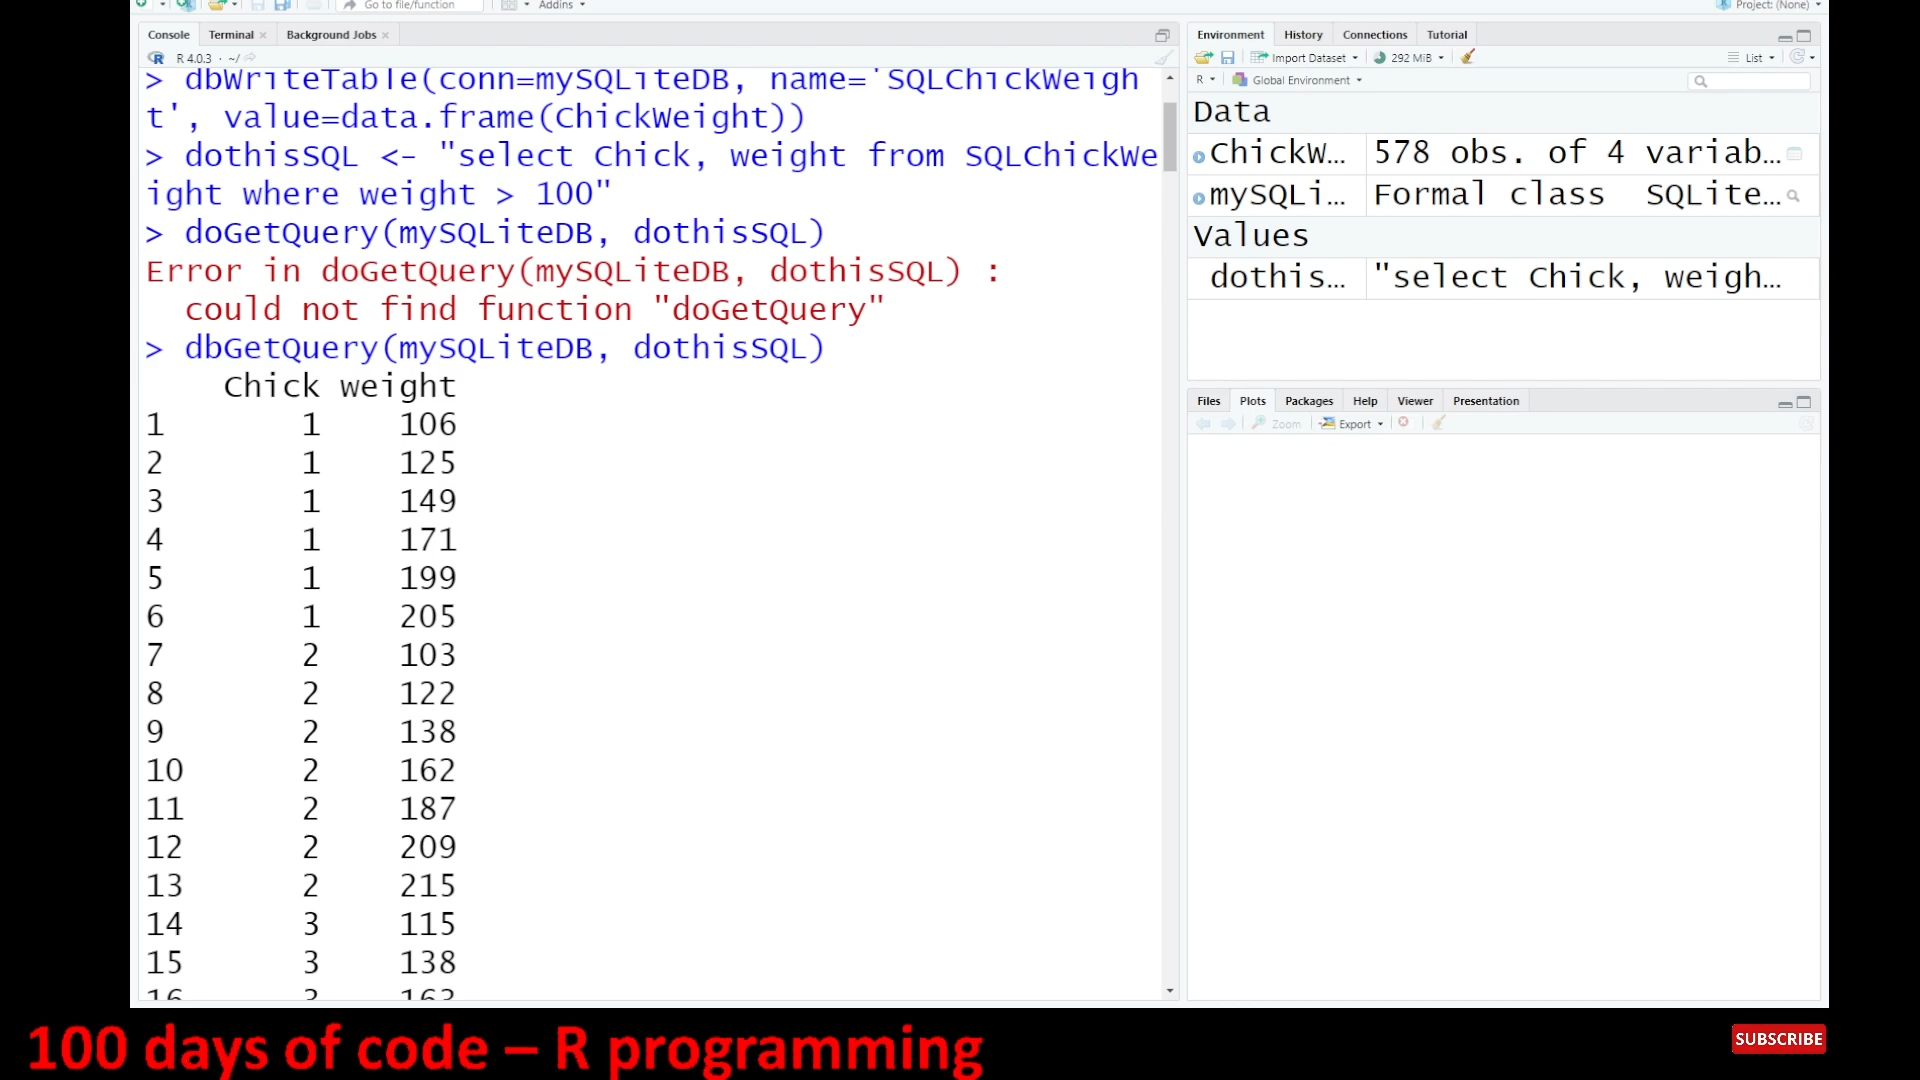 Go to file/function
Addins
Project: (None)
Console Terminal Background Jobs
R 4.0.3 · ~/
> dbWriteTable(conn=mySQLiteDB, name='SQLChickWeigh
t', value=data.frame(ChickWeight))
> dothisSQL <- "select Chick, weight from SQLChickWe
ight where weight > 100"
> doGetQuery(mySQLiteDB, dothisSQL)
Error in doGetQuery(mySQLiteDB, dothisSQL) :
could not find function "doGetQuery"
> dbGetQuery(mySQLiteDB, dothisSQL)
Chick weight
1 1 106
2 1 125
3 1 149
4 1 171
5 1 199
6 1 205
7 2 103
8 2 122
9 2 138
10 2 162
11 2 187
12 2 209
13 2 215
14 3 115
15 3 138
16 3 163
Environment History Connections Tutorial
Import Dataset 292 MiB List
R Global Environment
Data
ChickW... 578 obs. of 4 variab...
mySQLi... Formal class SQLite...
Values
dothis... "select Chick, weigh...
Files Plots Packages Help Viewer Presentation
Zoom Export
100 days of code – R programming
SUBSCRIBE